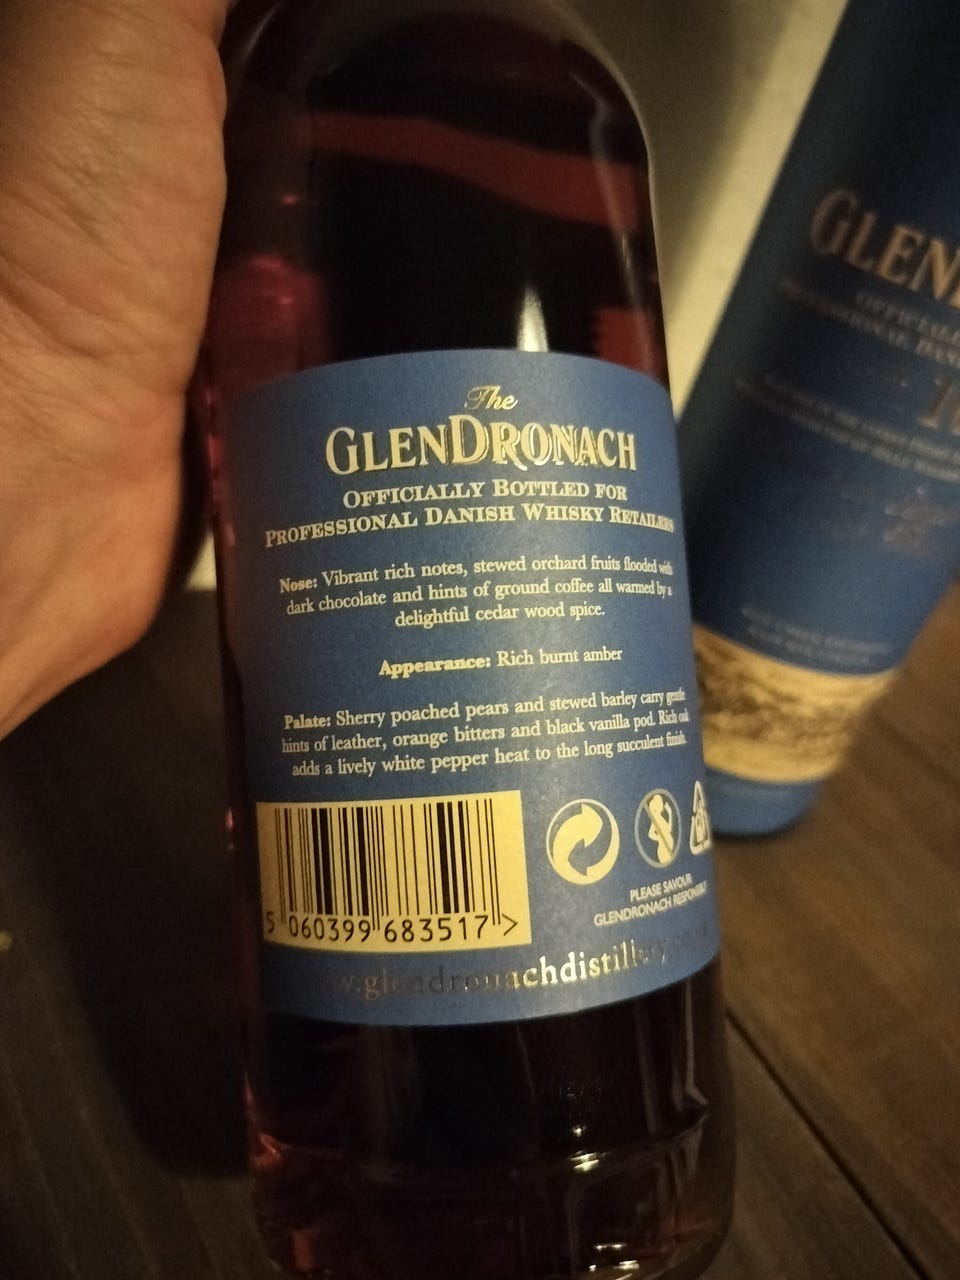 The
GLENDRONACH
OFFICIALLY BOTTLED FOR
PROFESSIONAL DANISH WHISKY RETAILERS
Nose: Vibrant rich notes, stewed orchard fruits flooded with
dark chocolate and hints of ground coffee all warmed by a
delightful cedar wood spice.
Appearance: Rich burnt amber
Palate: Sherry poached pears and stewed barley carry gentle
hints of leather, orange bitters and black vanilla pod. Rich oak
adds a lively white pepper heat to the long succulent finish.
5 060399 683517 >
PLEASE SAVOUR
GLENDRONACH RESPONSIBLY
w.glendronachdistillery.co
GLEN